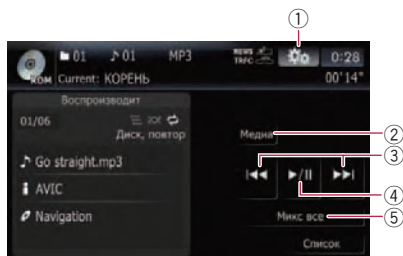 ①
01 01 MP3 NEWS TRFC 0:28
ROM Current: КОРЕНЬ 00'14"
Воспроизводит
01/06
Диск, повтор
Медиа ②
③
Go straight.mp3
AVIC
④
Navigation
Микс все ⑤
Список